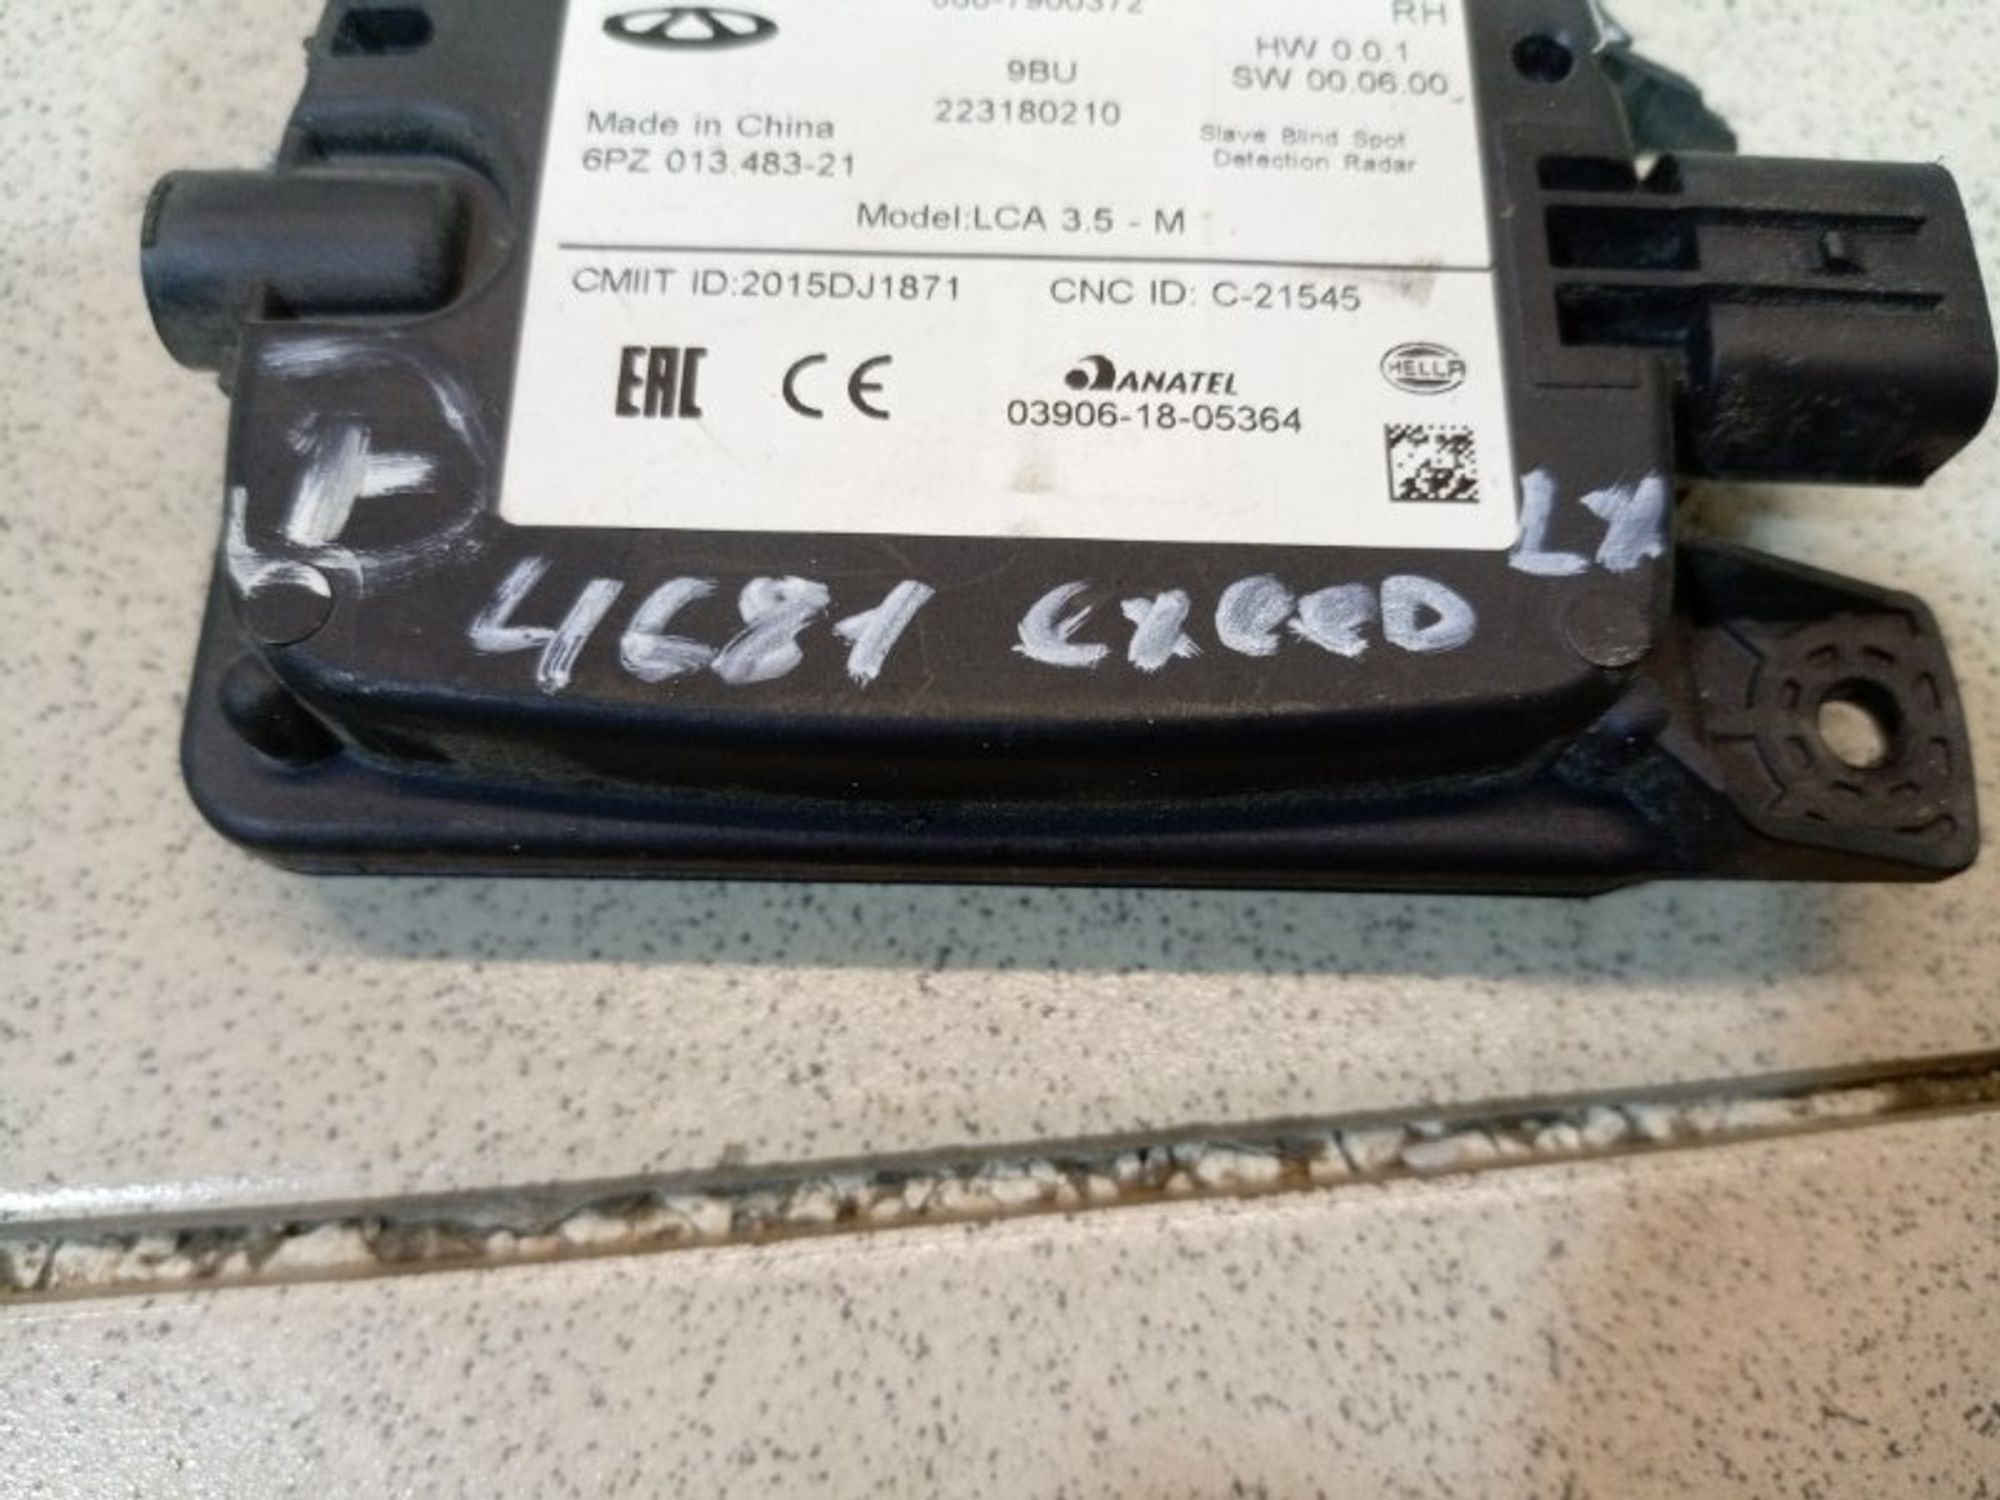 RH
HW 0.0.1
9BU
SW 00.06.00
Made in China
223180210
Slave Blind Spot
6PZ 013.483-21
Detection Radar
Model:LCA 3.5 - M
CMIIT ID:2015DJ1871 CNC ID: C-21545
EAC CE ANATEL HELLA
03906-18-05364
LX
4681 EXEED